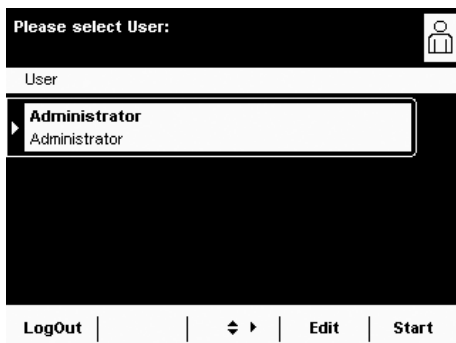 Please select User:
User
Administrator
Administrator
LogOut Edit Start